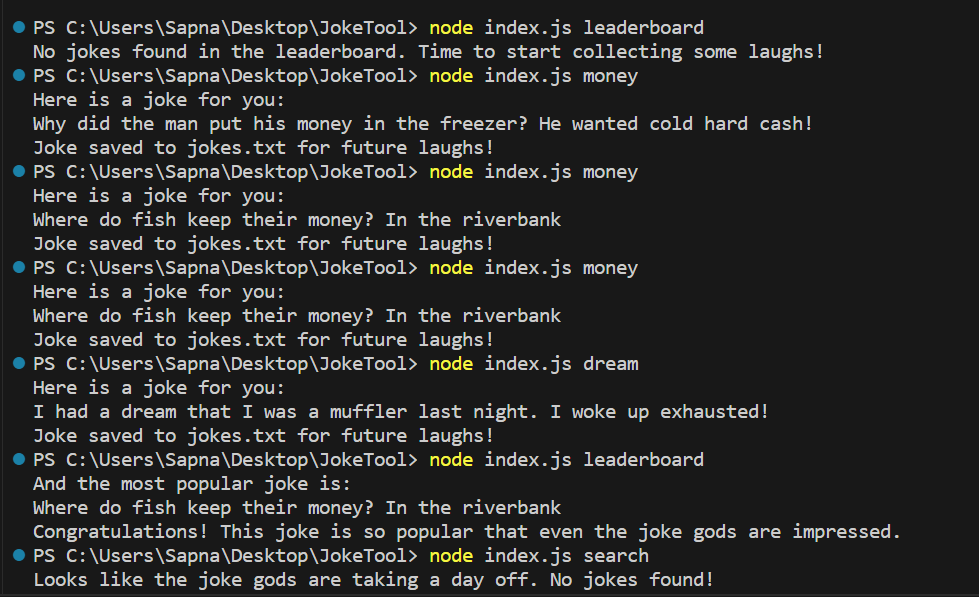 PS C:\Users\Sapna\Desktop\JokeTool> node index.js leaderboard
No jokes found in the leaderboard. Time to start collecting some laughs!
PS C:\Users\Sapna\Desktop\JokeTool> node index.js money
Here is a joke for you:
Why did the man put his money in the freezer? He wanted cold hard cash!
Joke saved to jokes.txt for future laughs!
PS C:\Users\Sapna\Desktop\JokeTool> node index.js money
Here is a joke for you:
Where do fish keep their money? In the riverbank
Joke saved to jokes.txt for future laughs!
PS C:\Users\Sapna\Desktop\JokeTool> node index.js money
Here is a joke for you:
Where do fish keep their money? In the riverbank
Joke saved to jokes.txt for future laughs!
PS C:\Users\Sapna\Desktop\JokeTool> node index.js dream
Here is a joke for you:
I had a dream that I was a muffler last night. I woke up exhausted!
Joke saved to jokes.txt for future laughs!
PS C:\Users\Sapna\Desktop\JokeTool> node index.js leaderboard
And the most popular joke is:
Where do fish keep their money? In the riverbank
Congratulations! This joke is so popular that even the joke gods are impressed.
PS C:\Users\Sapna\Desktop\JokeTool> node index.js search
Looks like the joke gods are taking a day off. No jokes found!